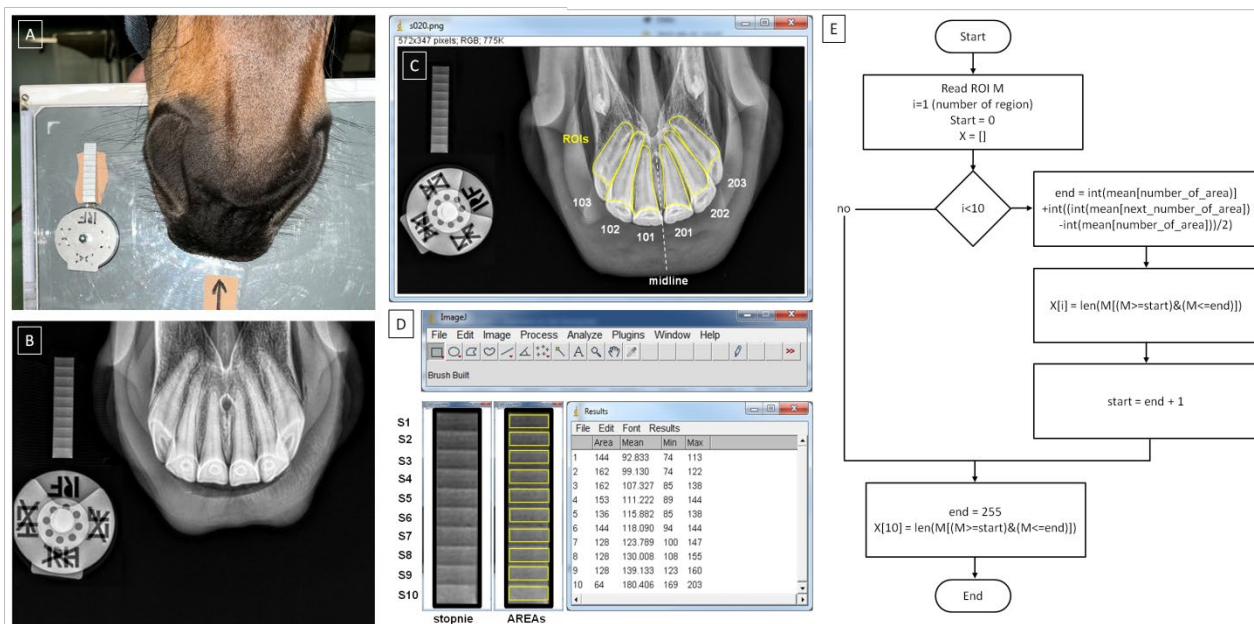 A
IRF
B
IRF
s020.png
572x347 pixels; RGB; 775K
C
ROIs
IRF
103
102
101
201
202
203
midline
D
ImageJ
File Edit Image Process Analyze Plugins Window Help
A
>>
Brush Built
S1
S2
S3
S4
S5
S6
S7
S8
S9
S10
stopnie
AREAs
Results
File Edit Font Results
Area Mean Min Max
1 144 92.833 74 113
2 162 99.130 74 122
3 162 107.327 85 138
4 153 111.222 89 144
5 136 115.882 85 138
6 144 118.090 94 144
7 128 123.789 100 147
8 128 130.008 108 155
9 128 139.133 123 160
10 64 180.406 169 203
E
Start
Read ROI M
i=1 (number of region)
Start = 0
X = []
no
i<10
end = int(mean[number_of_area)]
+int((int(mean[next_number_of_area])
-int(mean[number_of_area]))/2)
X[i] = len(M[(M>=start)&(M<=end)])
start = end + 1
end = 255
X[10] = len(M[(M>=start)&(M<=end)])
End